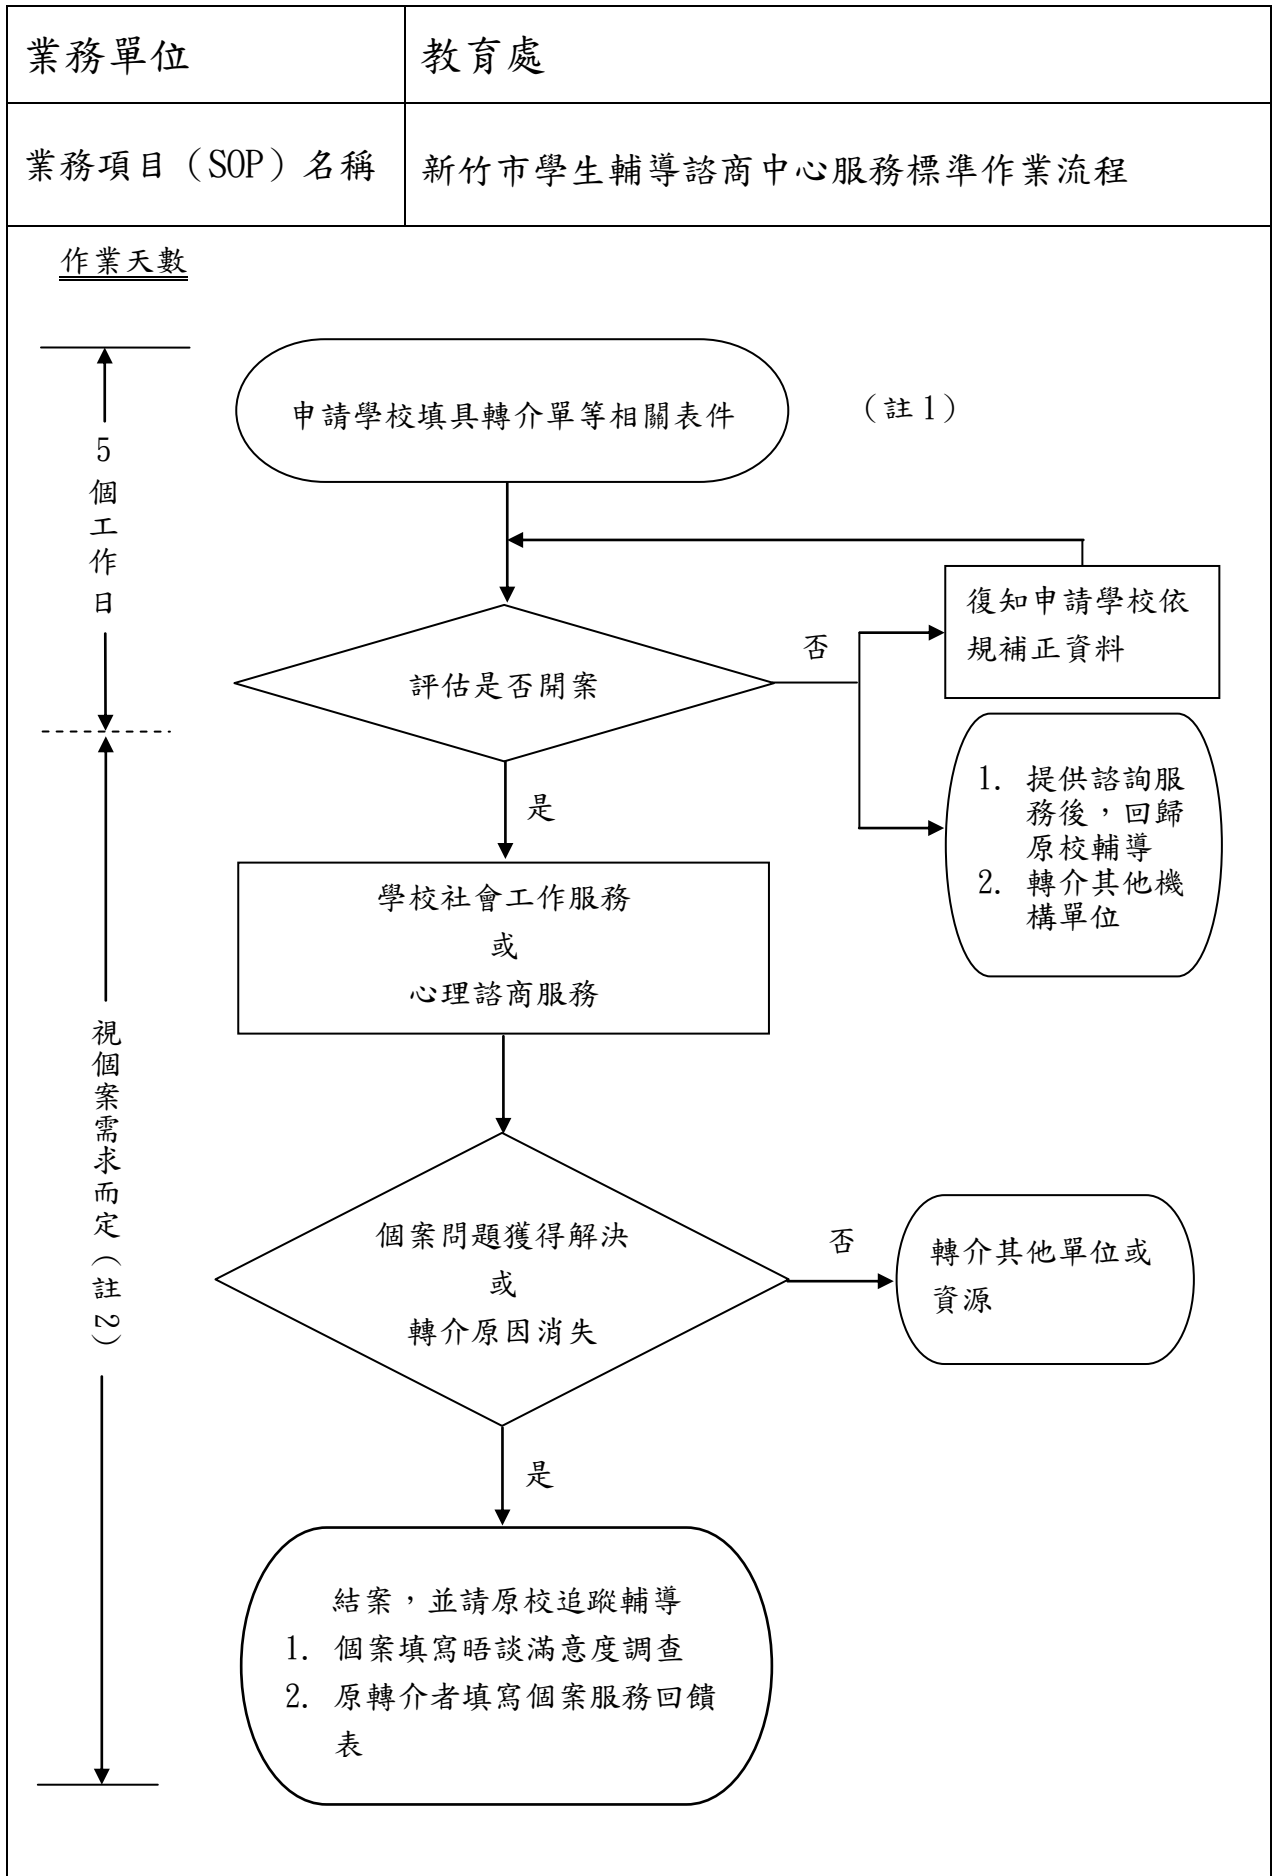 業務單位
教育處
業務項目（SOP）名稱
新竹市學生輔導諮商中心服務標準作業流程
作業天數
5個工作日
申請學校填具轉介單等相關表件
（註1）
評估是否開案
否
復知申請學校依
規補正資料
1. 提供諮詢服
務後，回歸
原校輔導
2. 轉介其他機
構單位
是
學校社會工作服務
或
心理諮商服務
視個案需求而定（註2）
個案問題獲得解決
或
轉介原因消失
否
轉介其他單位或
資源
是
結案，並請原校追蹤輔導
1. 個案填寫晤談滿意度調查
2. 原轉介者填寫個案服務回饋
表